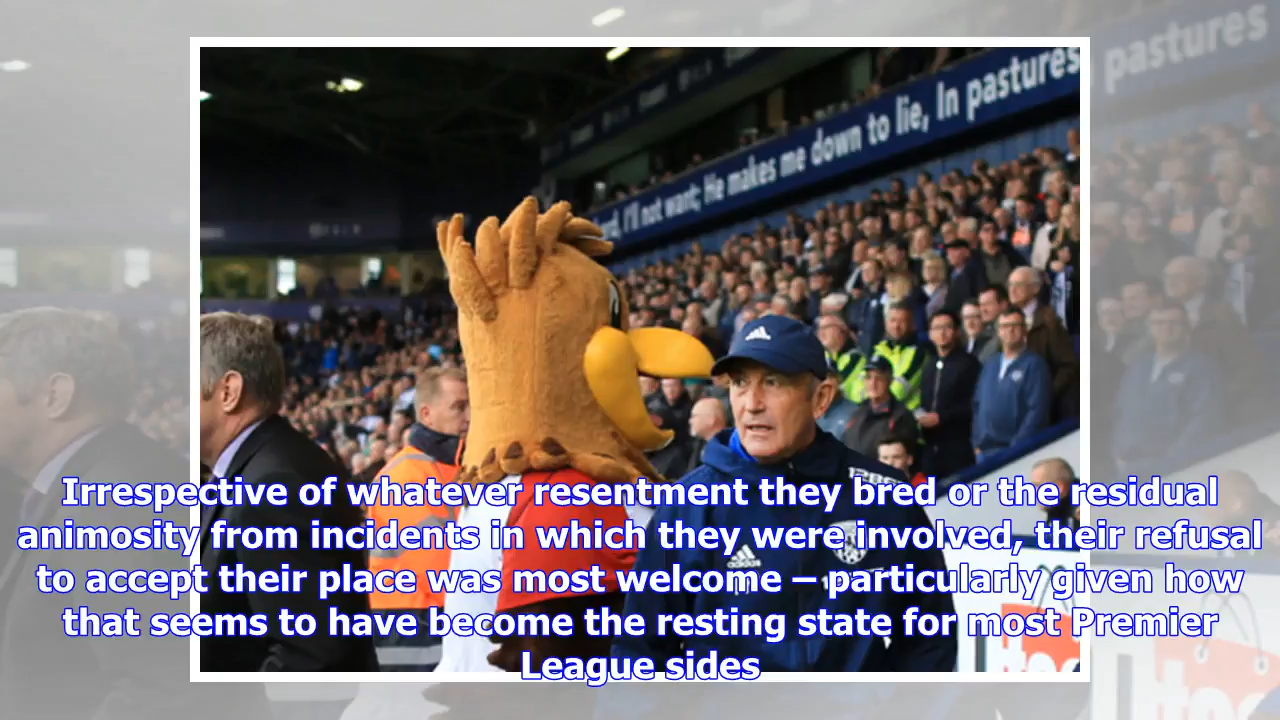 pastures
ord, I'll not want; He makes me down to lie, In pastures
adidas
Irrespective of whatever resentment they bred or the residual
animosity from incidents in which they were involved, their refusal
to accept their place was most welcome – particularly given how
that seems to have become the resting state for most Premier
League sides